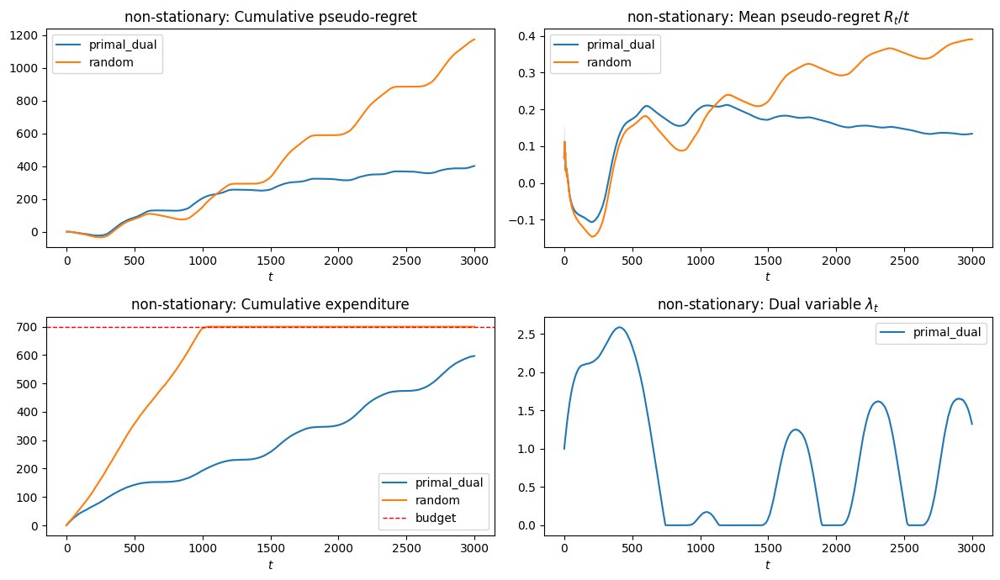 non-stationary: Cumulative pseudo-regret
1200
1000
800
600
400
200
0
primal_dual
random
0 500 1000 1500 2000 2500 3000
t
non-stationary: Mean pseudo-regret R_t/t
0.4
0.3
0.2
0.1
0.0
−0.1
primal_dual
random
0 500 1000 1500 2000 2500 3000
t
non-stationary: Cumulative expenditure
700
600
500
400
300
200
100
0
primal_dual
random
budget
0 500 1000 1500 2000 2500 3000
t
non-stationary: Dual variable λ_t
2.5
2.0
1.5
1.0
0.5
0.0
primal_dual
0 500 1000 1500 2000 2500 3000
t